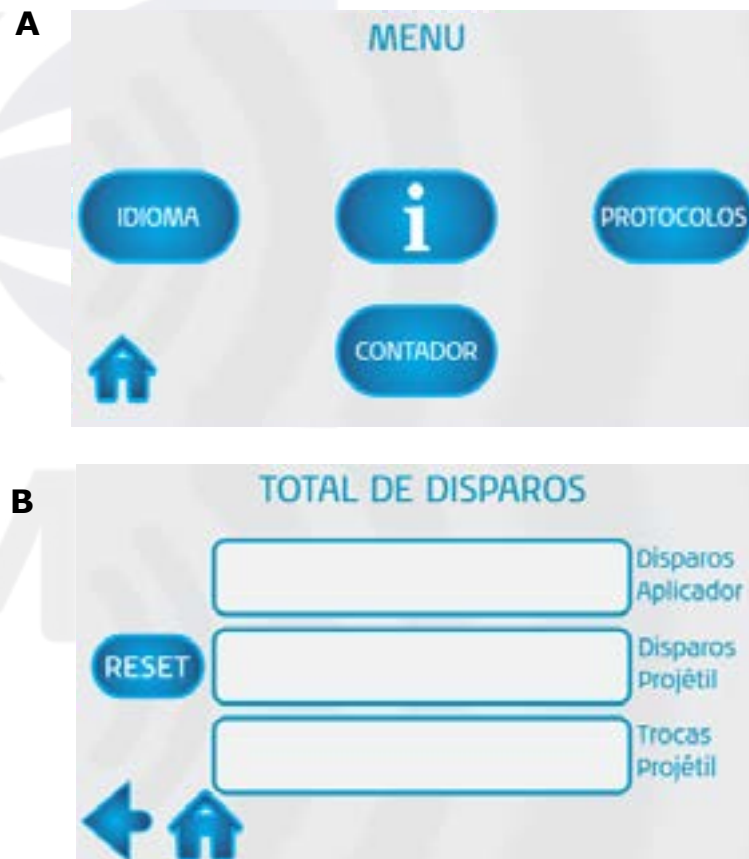 A
MENU
IDIOMA
i
PROTOCOLOS
CONTADOR
B
TOTAL DE DISPAROS
Disparos
Aplicador
RESET
Disparos
Projétil
Trocas
Projétil